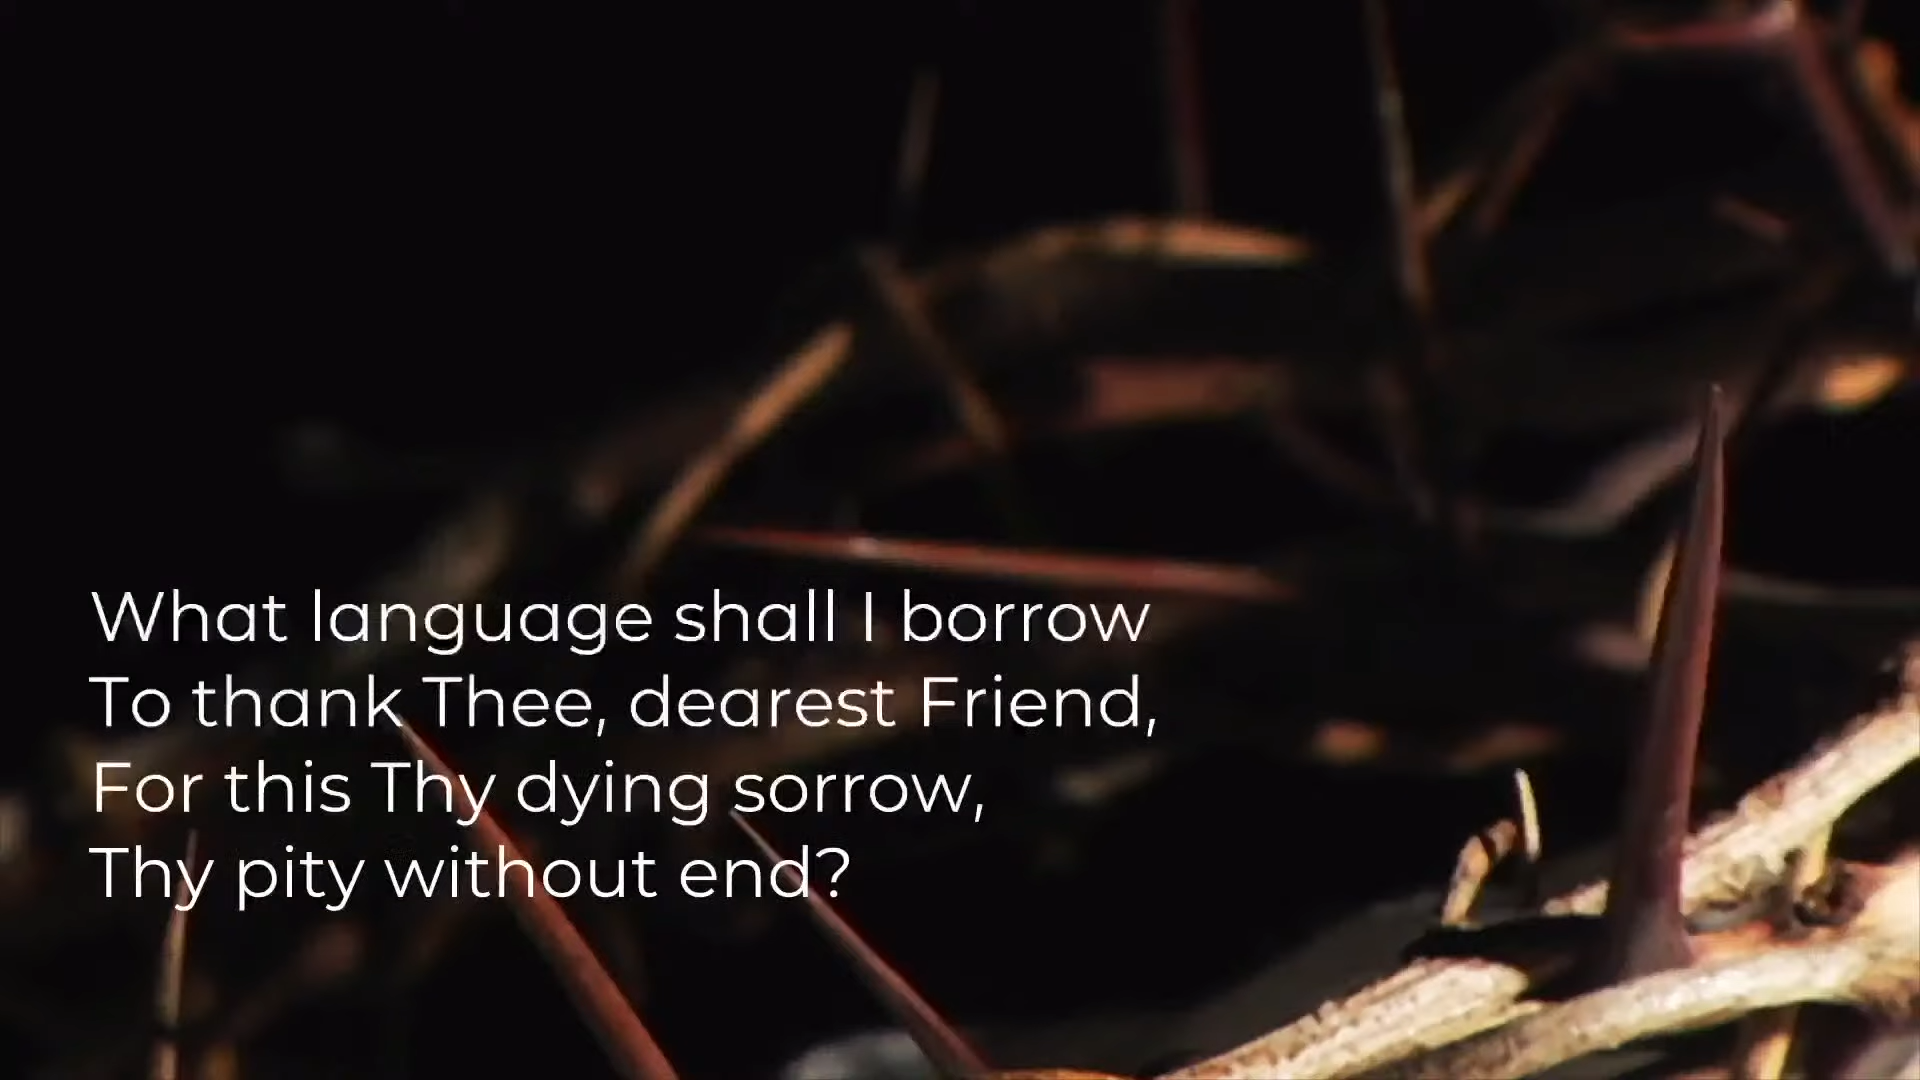 What language shall I borrow
To thank Thee, dearest Friend,
For this Thy dying sorrow,
Thy pity without end?